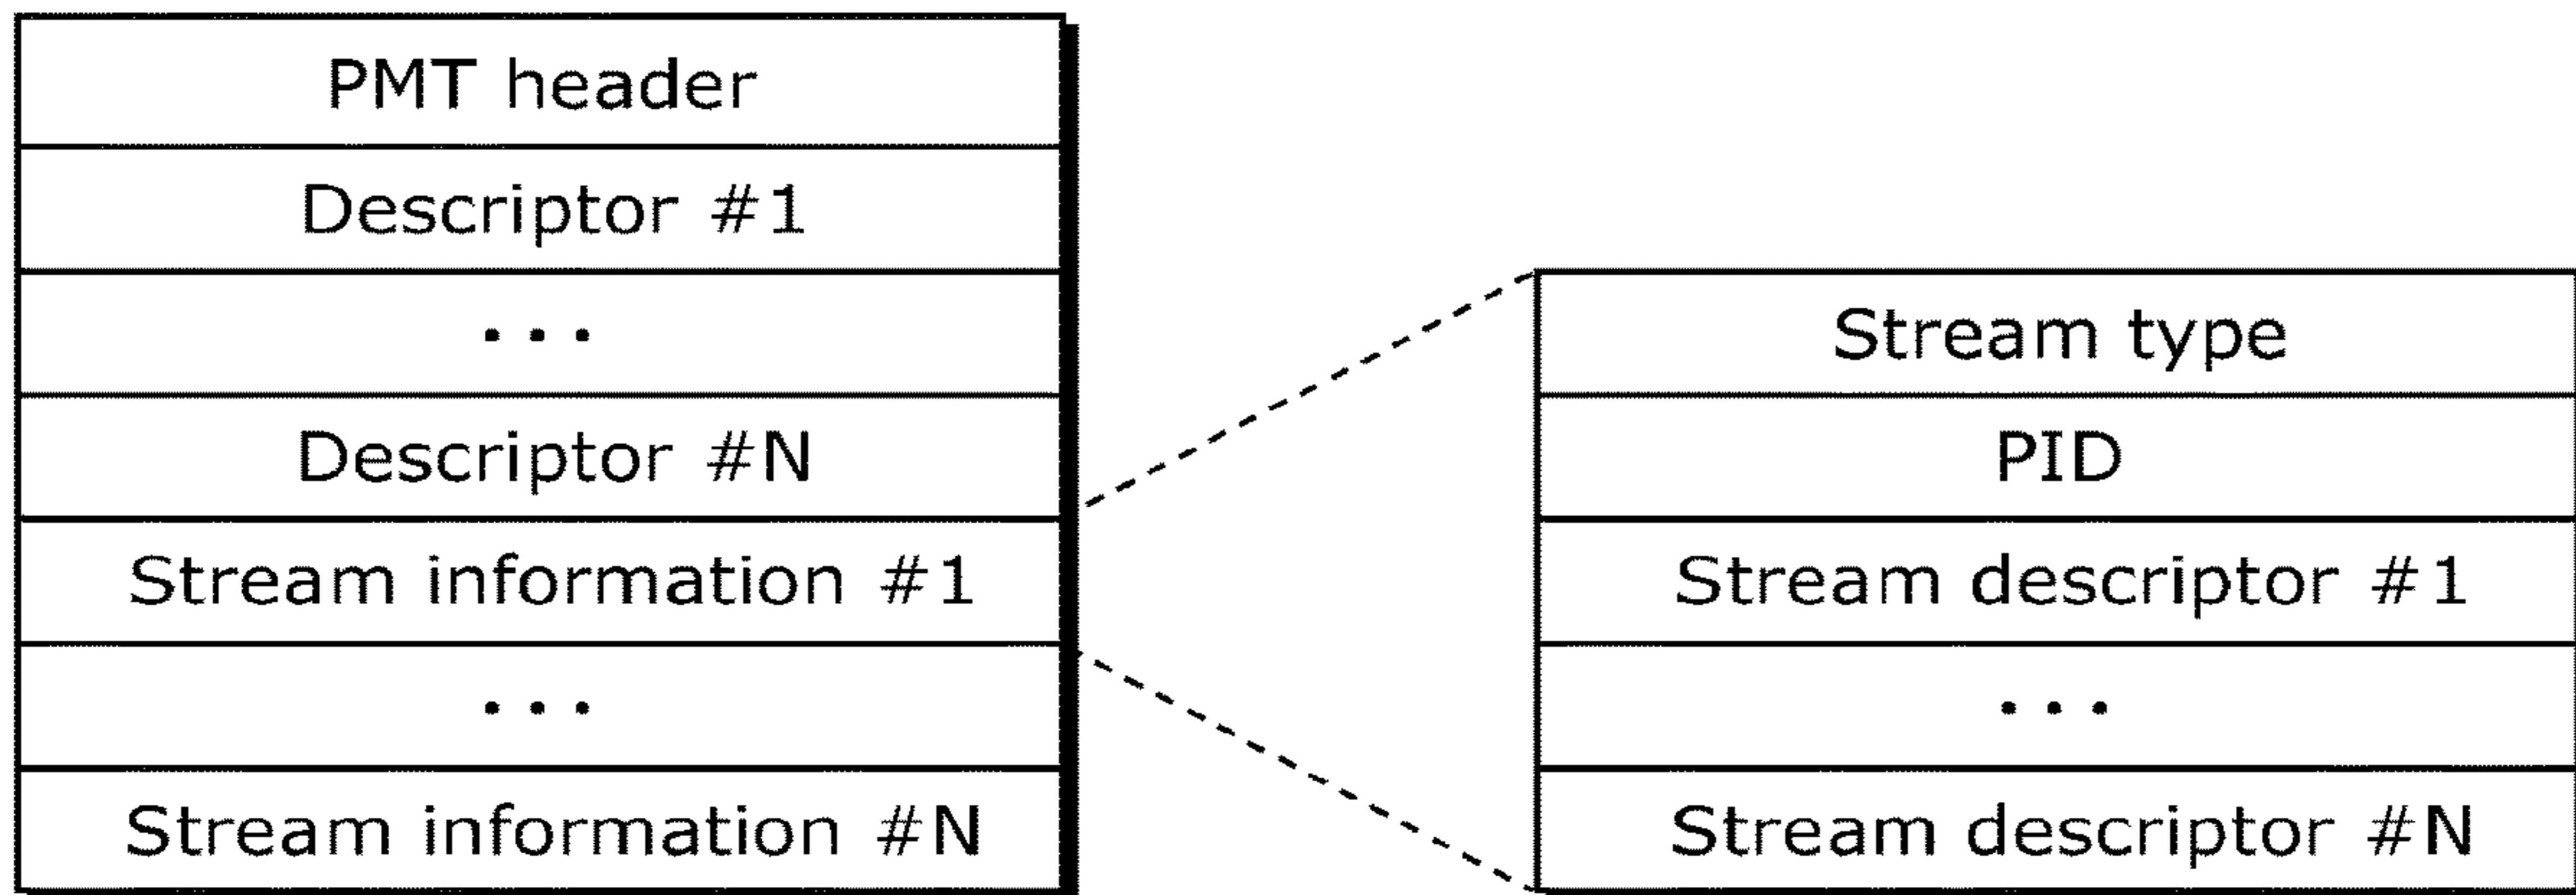 PMT header
Descriptor #1
...
Descriptor #N
Stream information #1
...
Stream information #N
Stream type
PID
Stream descriptor #1
...
Stream descriptor #N